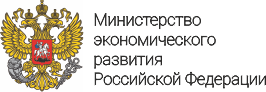 Министерство
экономического
развития
Российской Федерации